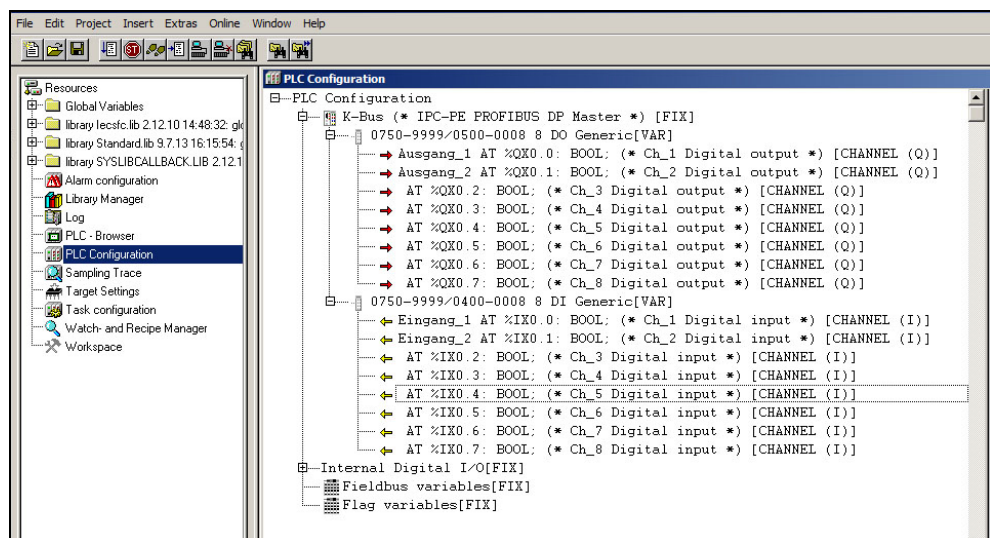 File Edit Project Insert Extras Online Window Help
Resources
Global Variables
library Iecsfc.lib 2.12.10 14:48:32: glo
library Standard.lib 9.7.13 16:15:54: g
library SYSLIBCALLBACK.LIB 2.12.1
Alarm configuration
Library Manager
Log
PLC - Browser
PLC Configuration
Sampling Trace
Target Settings
Task configuration
Watch- and Recipe Manager
Workspace
PLC Configuration
PLC Configuration
K-Bus (* IPC-PE PROFIBUS DP Master *) [FIX]
0750-9999/0500-0008 8 DO Generic[VAR]
Ausgang_1 AT %QX0.0: BOOL; (* Ch_1 Digital output *) [CHANNEL (Q)]
Ausgang_2 AT %QX0.1: BOOL; (* Ch_2 Digital output *) [CHANNEL (Q)]
AT %QX0.2: BOOL; (* Ch_3 Digital output *) [CHANNEL (Q)]
AT %QX0.3: BOOL; (* Ch_4 Digital output *) [CHANNEL (Q)]
AT %QX0.4: BOOL; (* Ch_5 Digital output *) [CHANNEL (Q)]
AT %QX0.5: BOOL; (* Ch_6 Digital output *) [CHANNEL (Q)]
AT %QX0.6: BOOL; (* Ch_7 Digital output *) [CHANNEL (Q)]
AT %QX0.7: BOOL; (* Ch_8 Digital output *) [CHANNEL (Q)]
0750-9999/0400-0008 8 DI Generic[VAR]
Eingang_1 AT %IX0.0: BOOL; (* Ch_1 Digital input *) [CHANNEL (I)]
Eingang_2 AT %IX0.1: BOOL; (* Ch_2 Digital input *) [CHANNEL (I)]
AT %IX0.2: BOOL; (* Ch_3 Digital input *) [CHANNEL (I)]
AT %IX0.3: BOOL; (* Ch_4 Digital input *) [CHANNEL (I)]
AT %IX0.4: BOOL; (* Ch_5 Digital input *) [CHANNEL (I)]
AT %IX0.5: BOOL; (* Ch_6 Digital input *) [CHANNEL (I)]
AT %IX0.6: BOOL; (* Ch_7 Digital input *) [CHANNEL (I)]
AT %IX0.7: BOOL; (* Ch_8 Digital input *) [CHANNEL (I)]
Internal Digital I/O[FIX]
Fieldbus variables[FIX]
Flag variables[FIX]